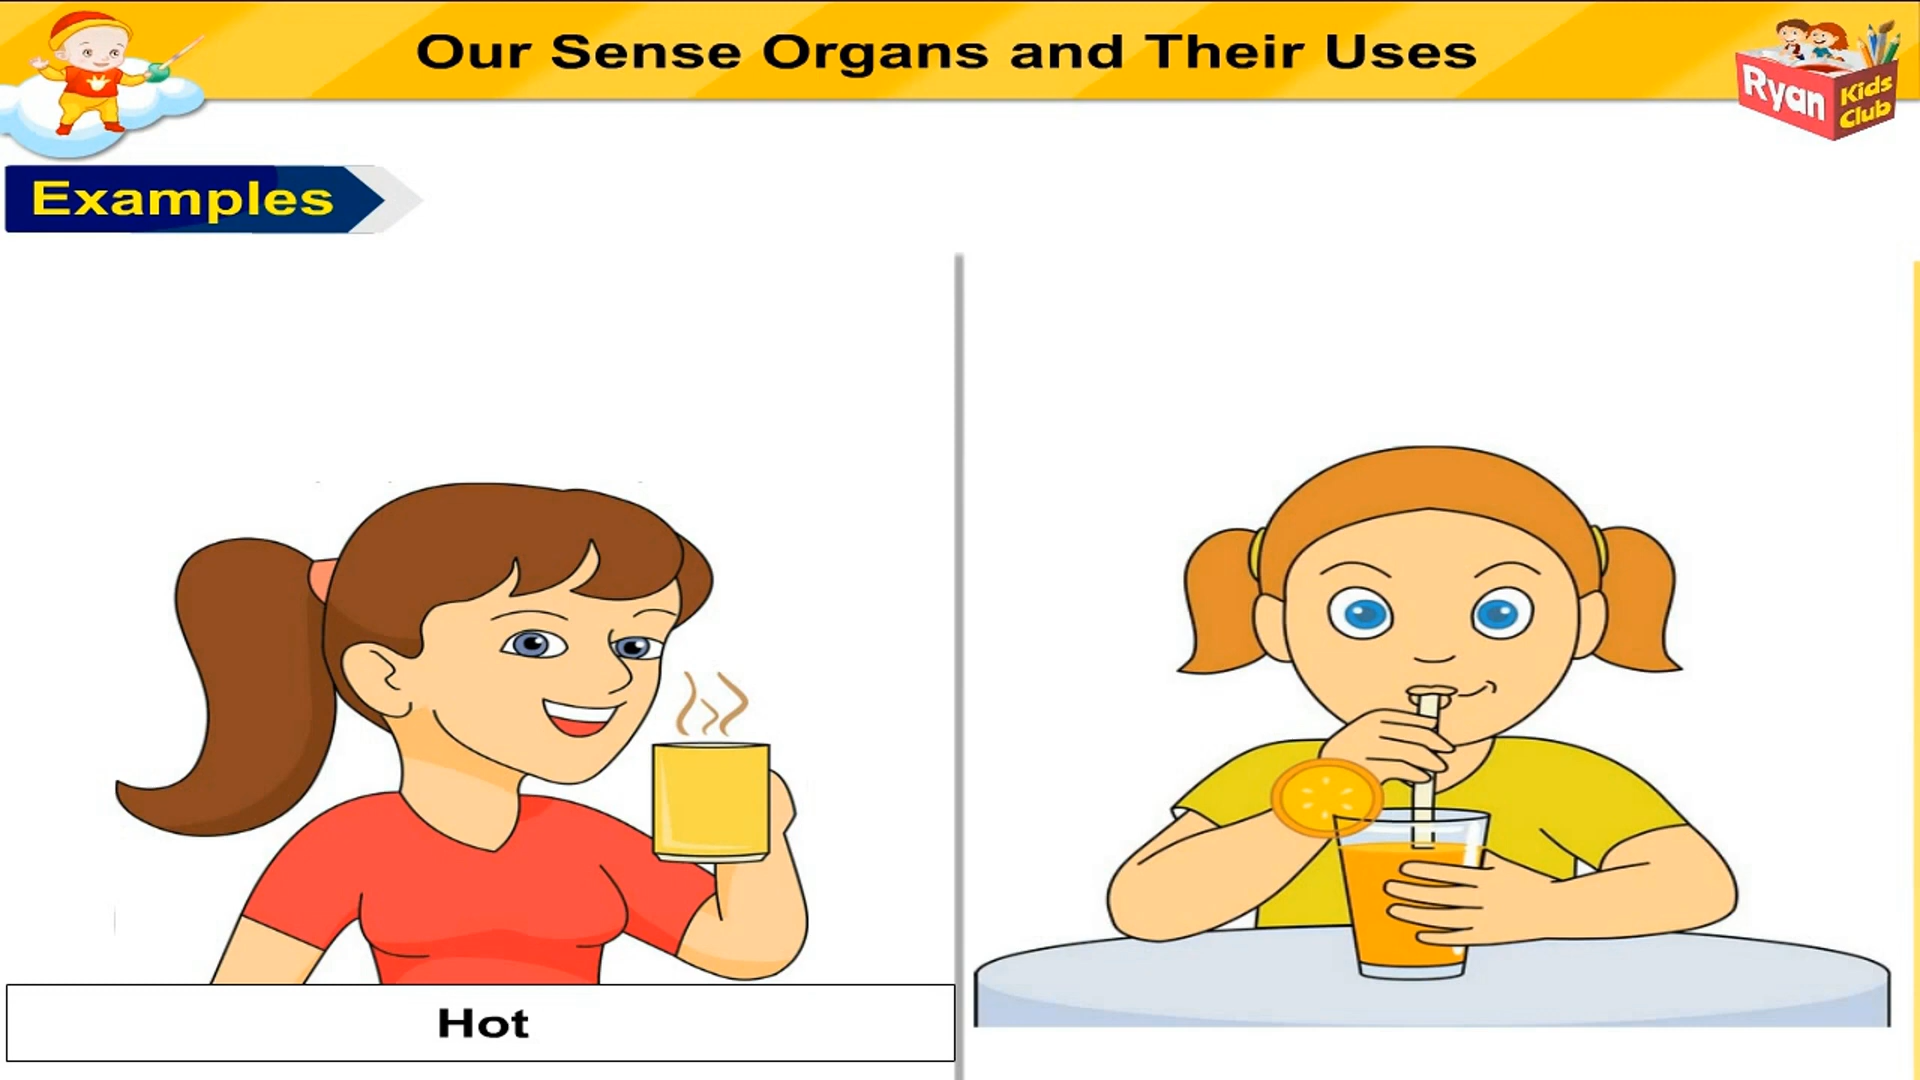 Our Sense Organs and Their Uses
Ryan
Kids
Club
Examples
Hot